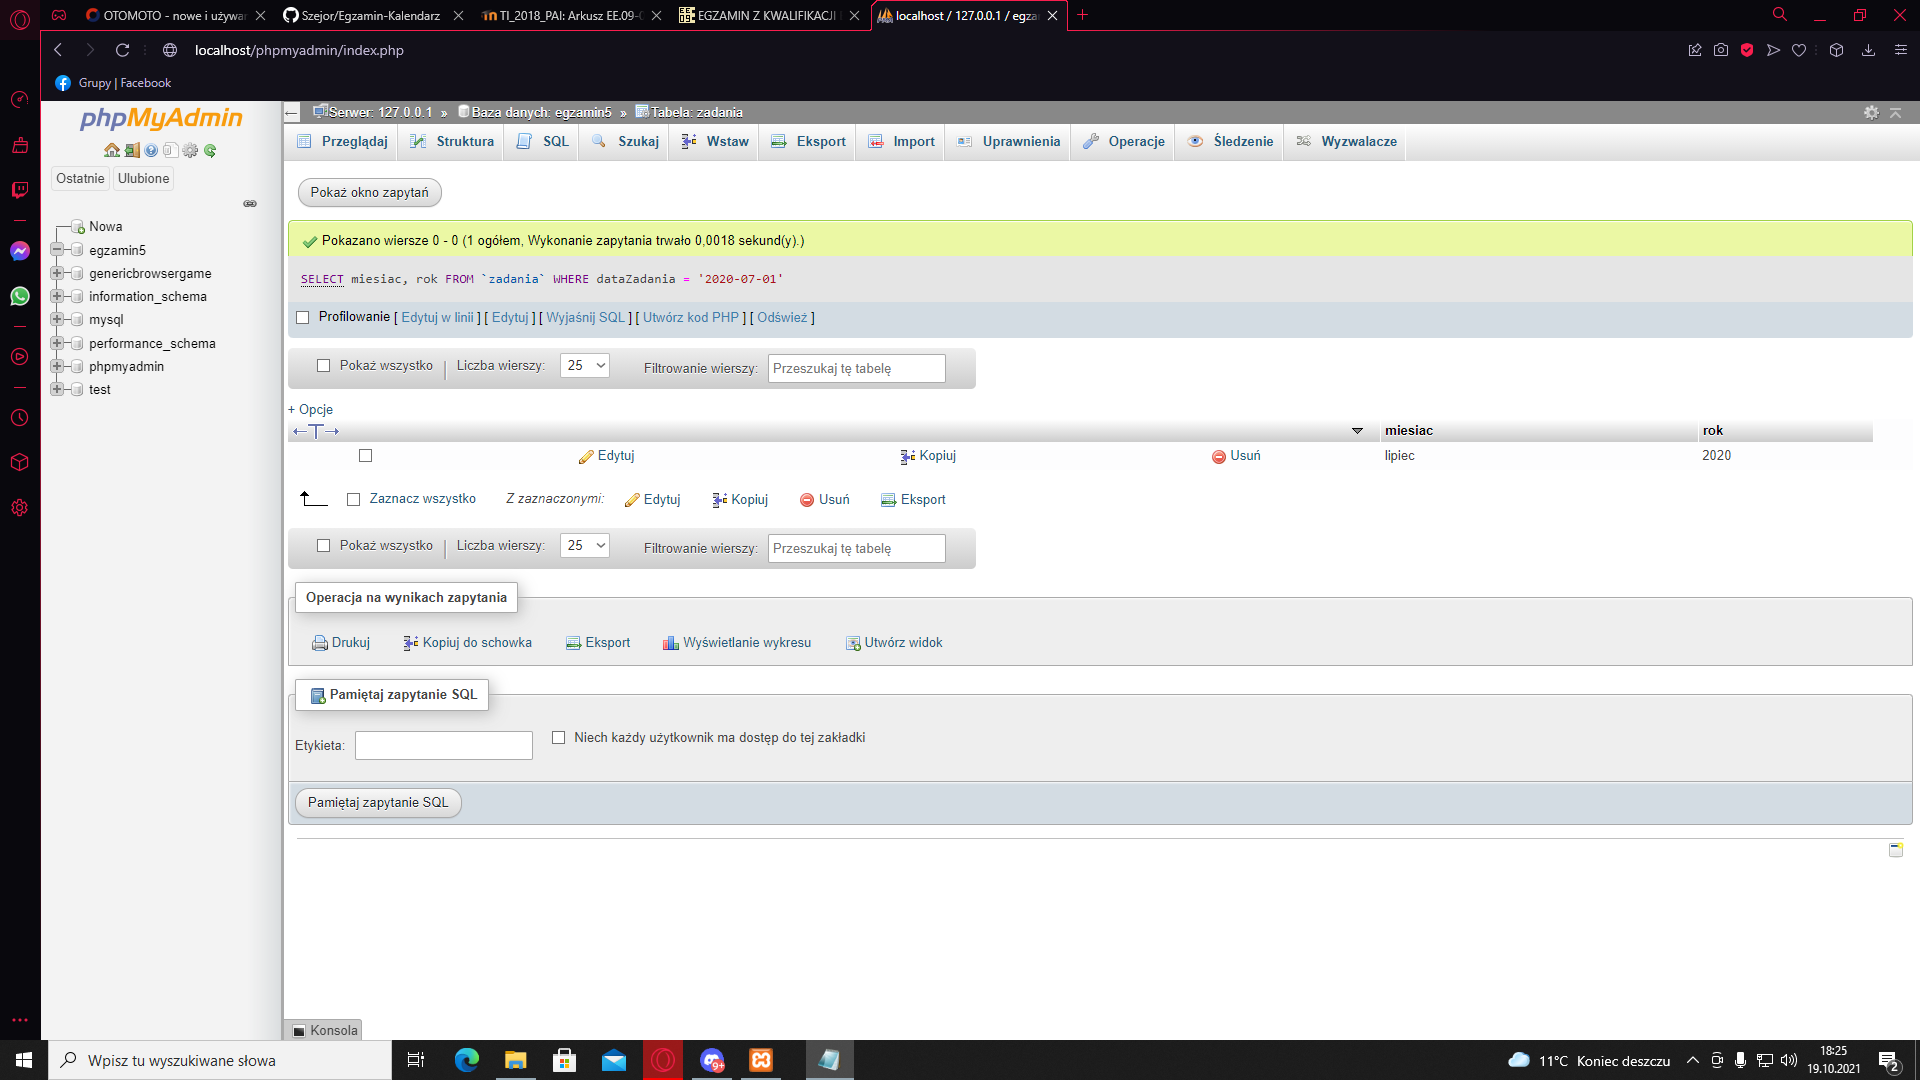 OTOMOTO - nowe i używan
Szejor/Egzamin-Kalendarz
TI_2018_PAI: Arkusz EE.09-0
EE 09 EGZAMIN Z KWALIFIKACJI
localhost / 127.0.0.1 / egza
localhost/phpmyadmin/index.php
Grupy | Facebook
phpMyAdmin
Ostatnie Ulubione
Nowa
egzamin5
genericbrowsergame
information_schema
mysql
performance_schema
phpmyadmin
test
Serwer: 127.0.0.1 » Baza danych: egzamin5 » Tabela: zadania
Przeglądaj Struktura SQL Szukaj Wstaw Eksport Import Uprawnienia Operacje Śledzenie Wyzwalacze
Pokaż okno zapytań
Pokazano wiersze 0 - 0 (1 ogółem, Wykonanie zapytania trwało 0,0018 sekund(y).)
SELECT miesiac, rok FROM `zadania` WHERE dataZadania = '2020-07-01'
Profilowanie [ Edytuj w linii ] [ Edytuj ] [ Wyjaśnij SQL ] [ Utwórz kod PHP ] [ Odśwież ]
Pokaż wszystko | Liczba wierszy: 25 Filtrowanie wierszy: Przeszukaj tę tabelę
+ Opcje
←T→ miesiac rok
Edytuj Kopiuj Usuń lipiec 2020
Zaznacz wszystko Z zaznaczonymi: Edytuj Kopiuj Usuń Eksport
Pokaż wszystko | Liczba wierszy: 25 Filtrowanie wierszy: Przeszukaj tę tabelę
Operacja na wynikach zapytania
Drukuj Kopiuj do schowka Eksport Wyświetlanie wykresu Utwórz widok
Pamiętaj zapytanie SQL
Etykieta: Niech każdy użytkownik ma dostęp do tej zakładki
Pamiętaj zapytanie SQL
Konsola
Wpisz tu wyszukiwane słowa
9+
11°C Koniec deszczu
18:25
19.10.2021
2